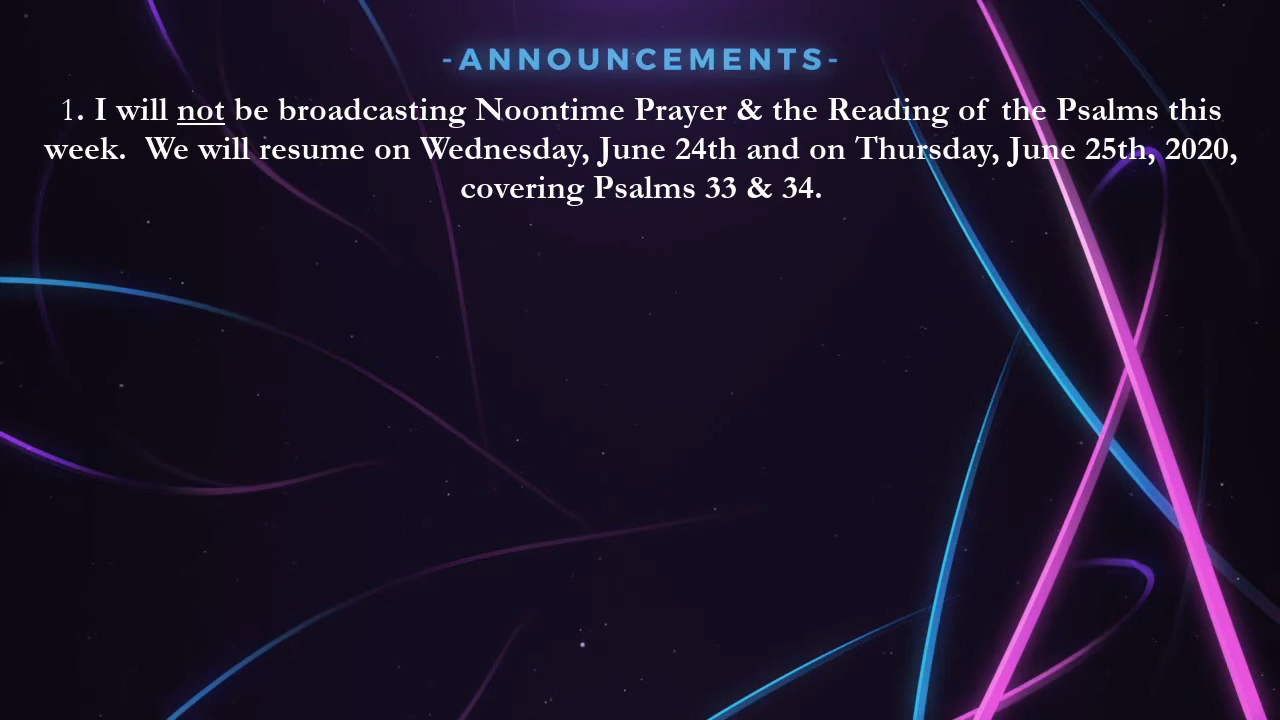 -ANNOUNCEMENTS-
1. I will not be broadcasting Noontime Prayer & the Reading of the Psalms this
week.  We will resume on Wednesday, June 24th and on Thursday, June 25th, 2020,
covering Psalms 33 & 34.